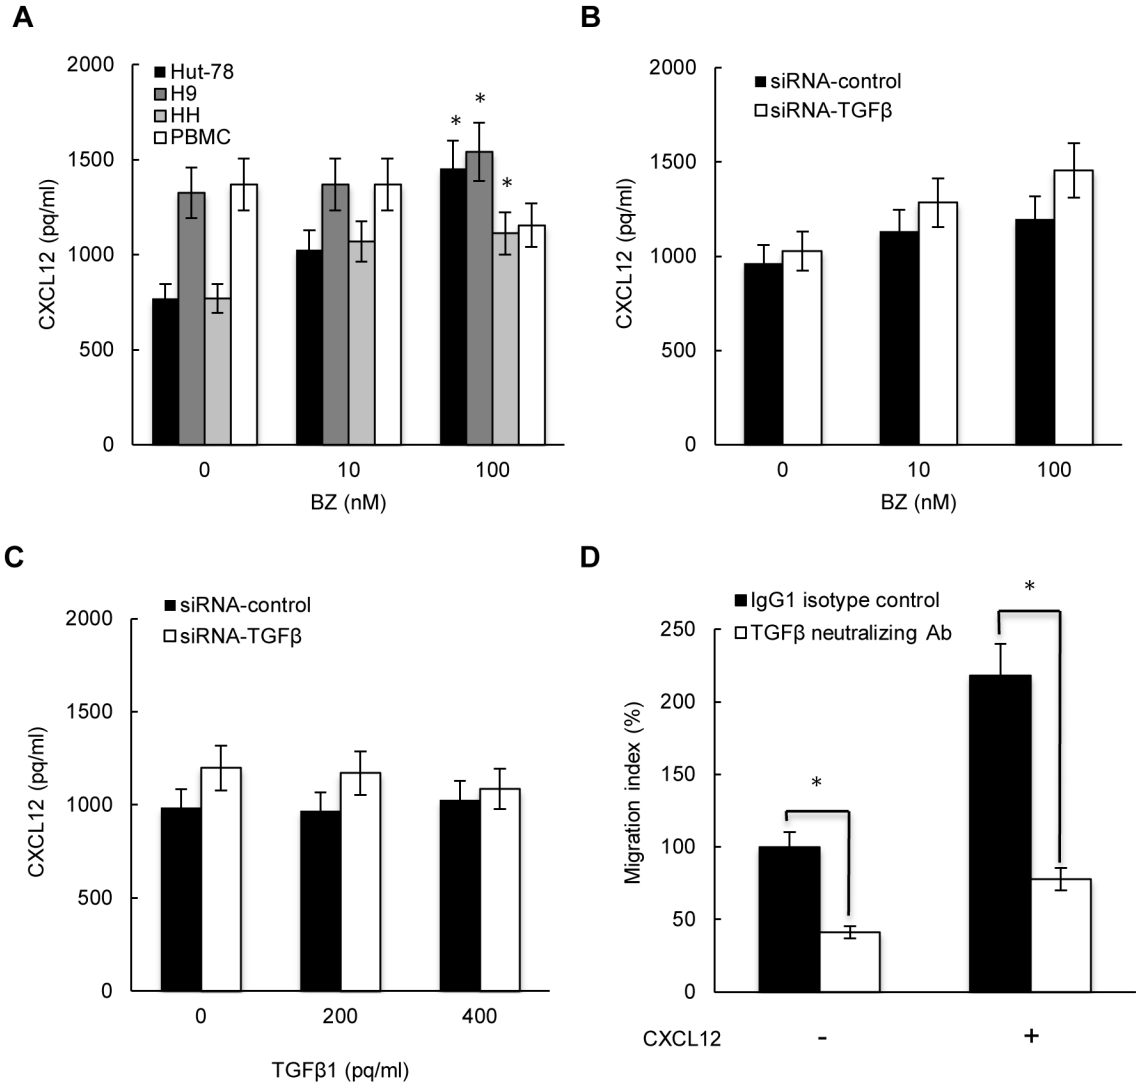 A
2000
1500
1000
500
0
CXCL12 (pq/ml)
Hut-78
H9
HH
PBMC
*
*
*
0 10 100
BZ (nM)
B
2000
1500
1000
500
0
CXCL12 (pq/ml)
siRNA-control
siRNA-TGFβ
0 10 100
BZ (nM)
C
2000
1500
1000
500
0
CXCL12 (pq/ml)
siRNA-control
siRNA-TGFβ
0 200 400
TGFβ1 (pq/ml)
D
250
200
150
100
50
0
Migration index (%)
IgG1 isotype control
TGFβ neutralizing Ab
*
*
CXCL12 - +